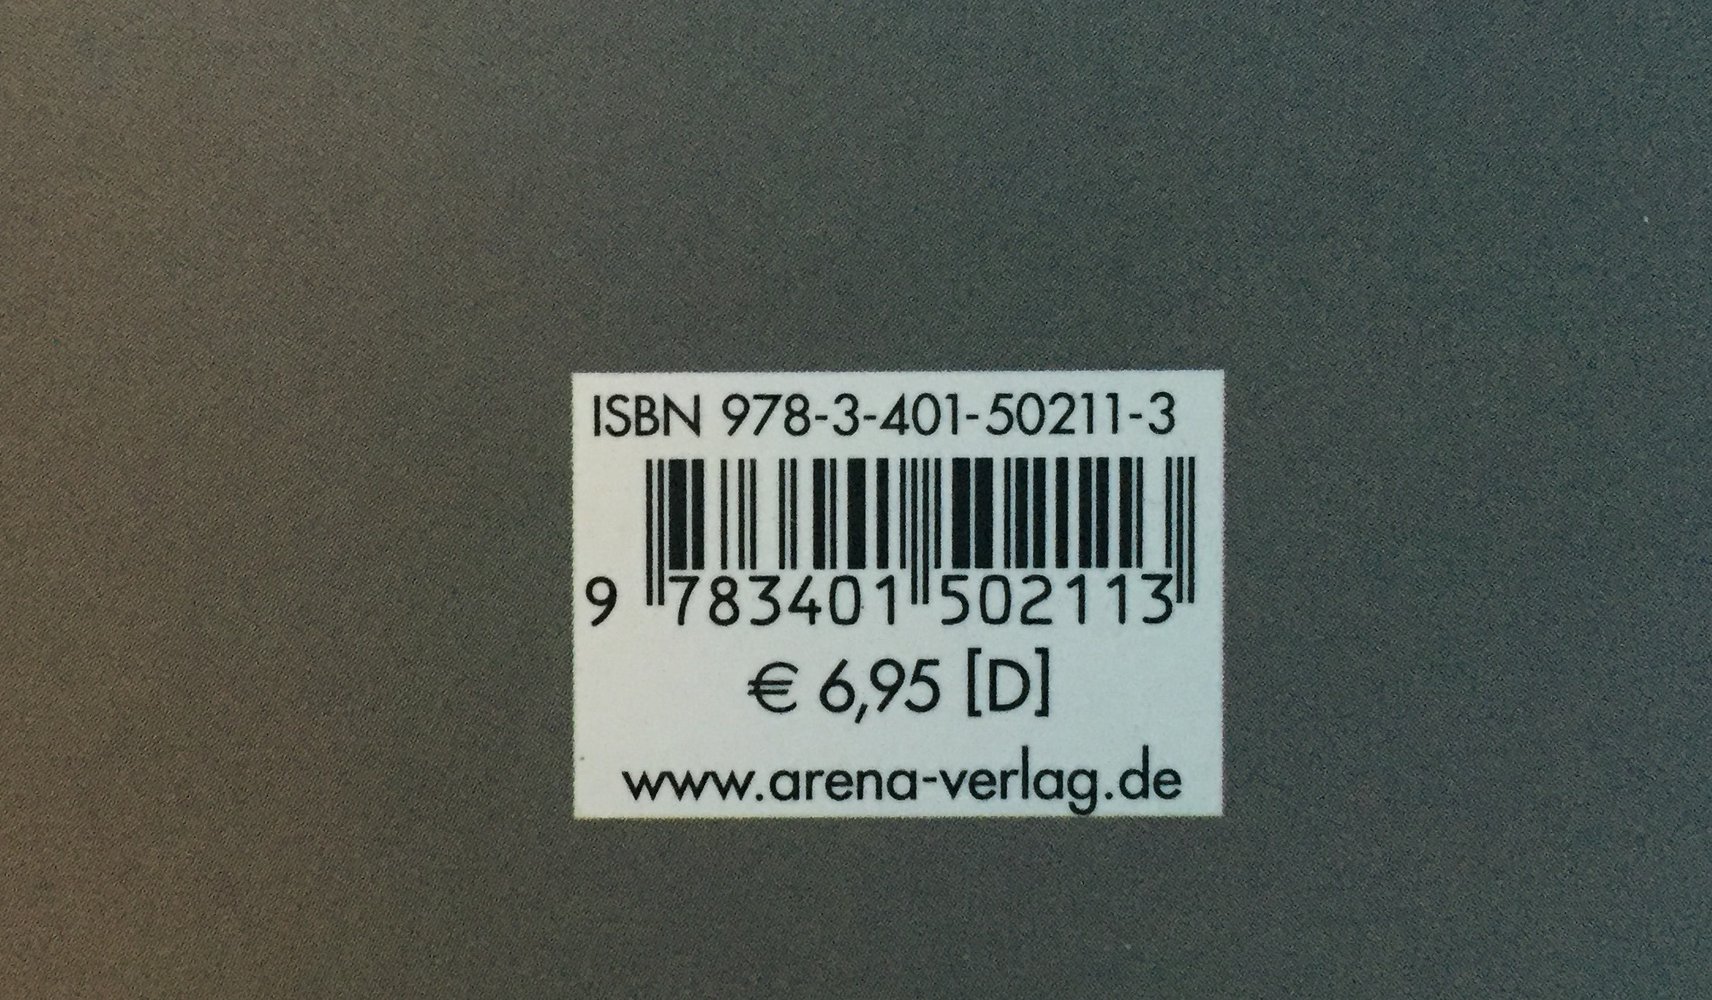 ISBN 978-3-401-50211-3
9 783401 502113
€ 6,95 [D]
www.arena-verlag.de